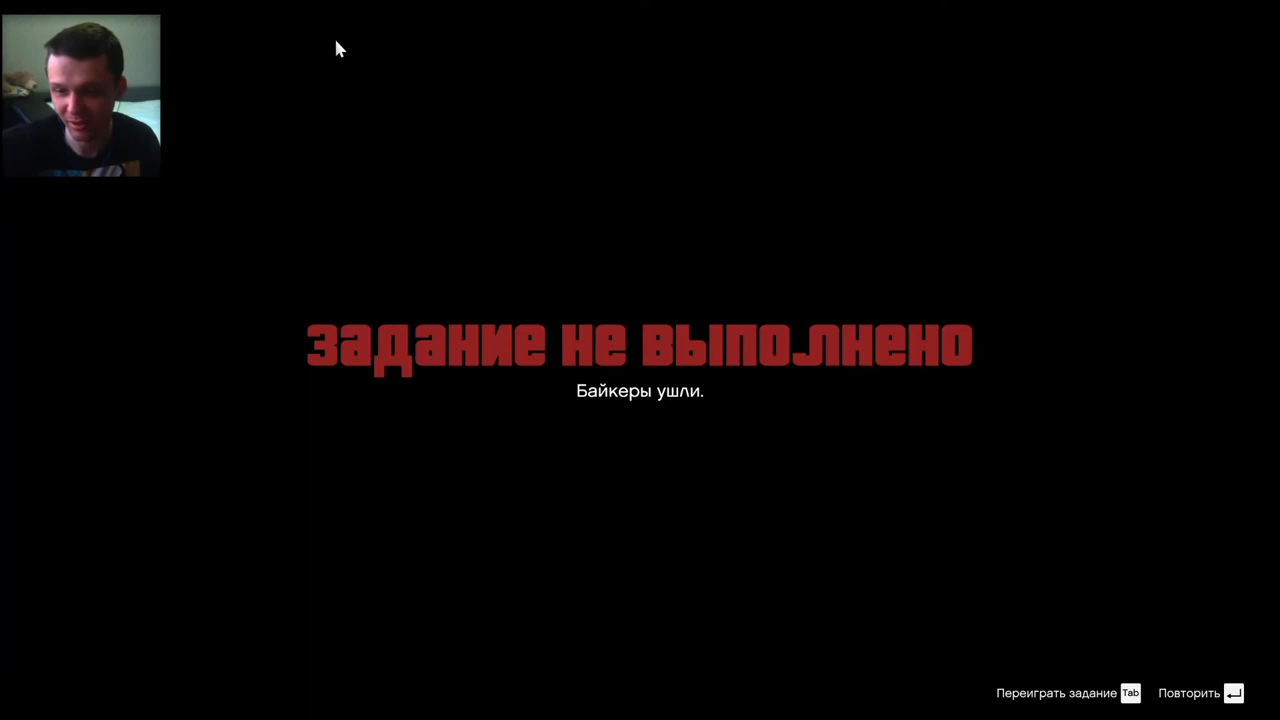 задание не выполнено
Байкеры ушли.
Переиграть задание Tab Повторить